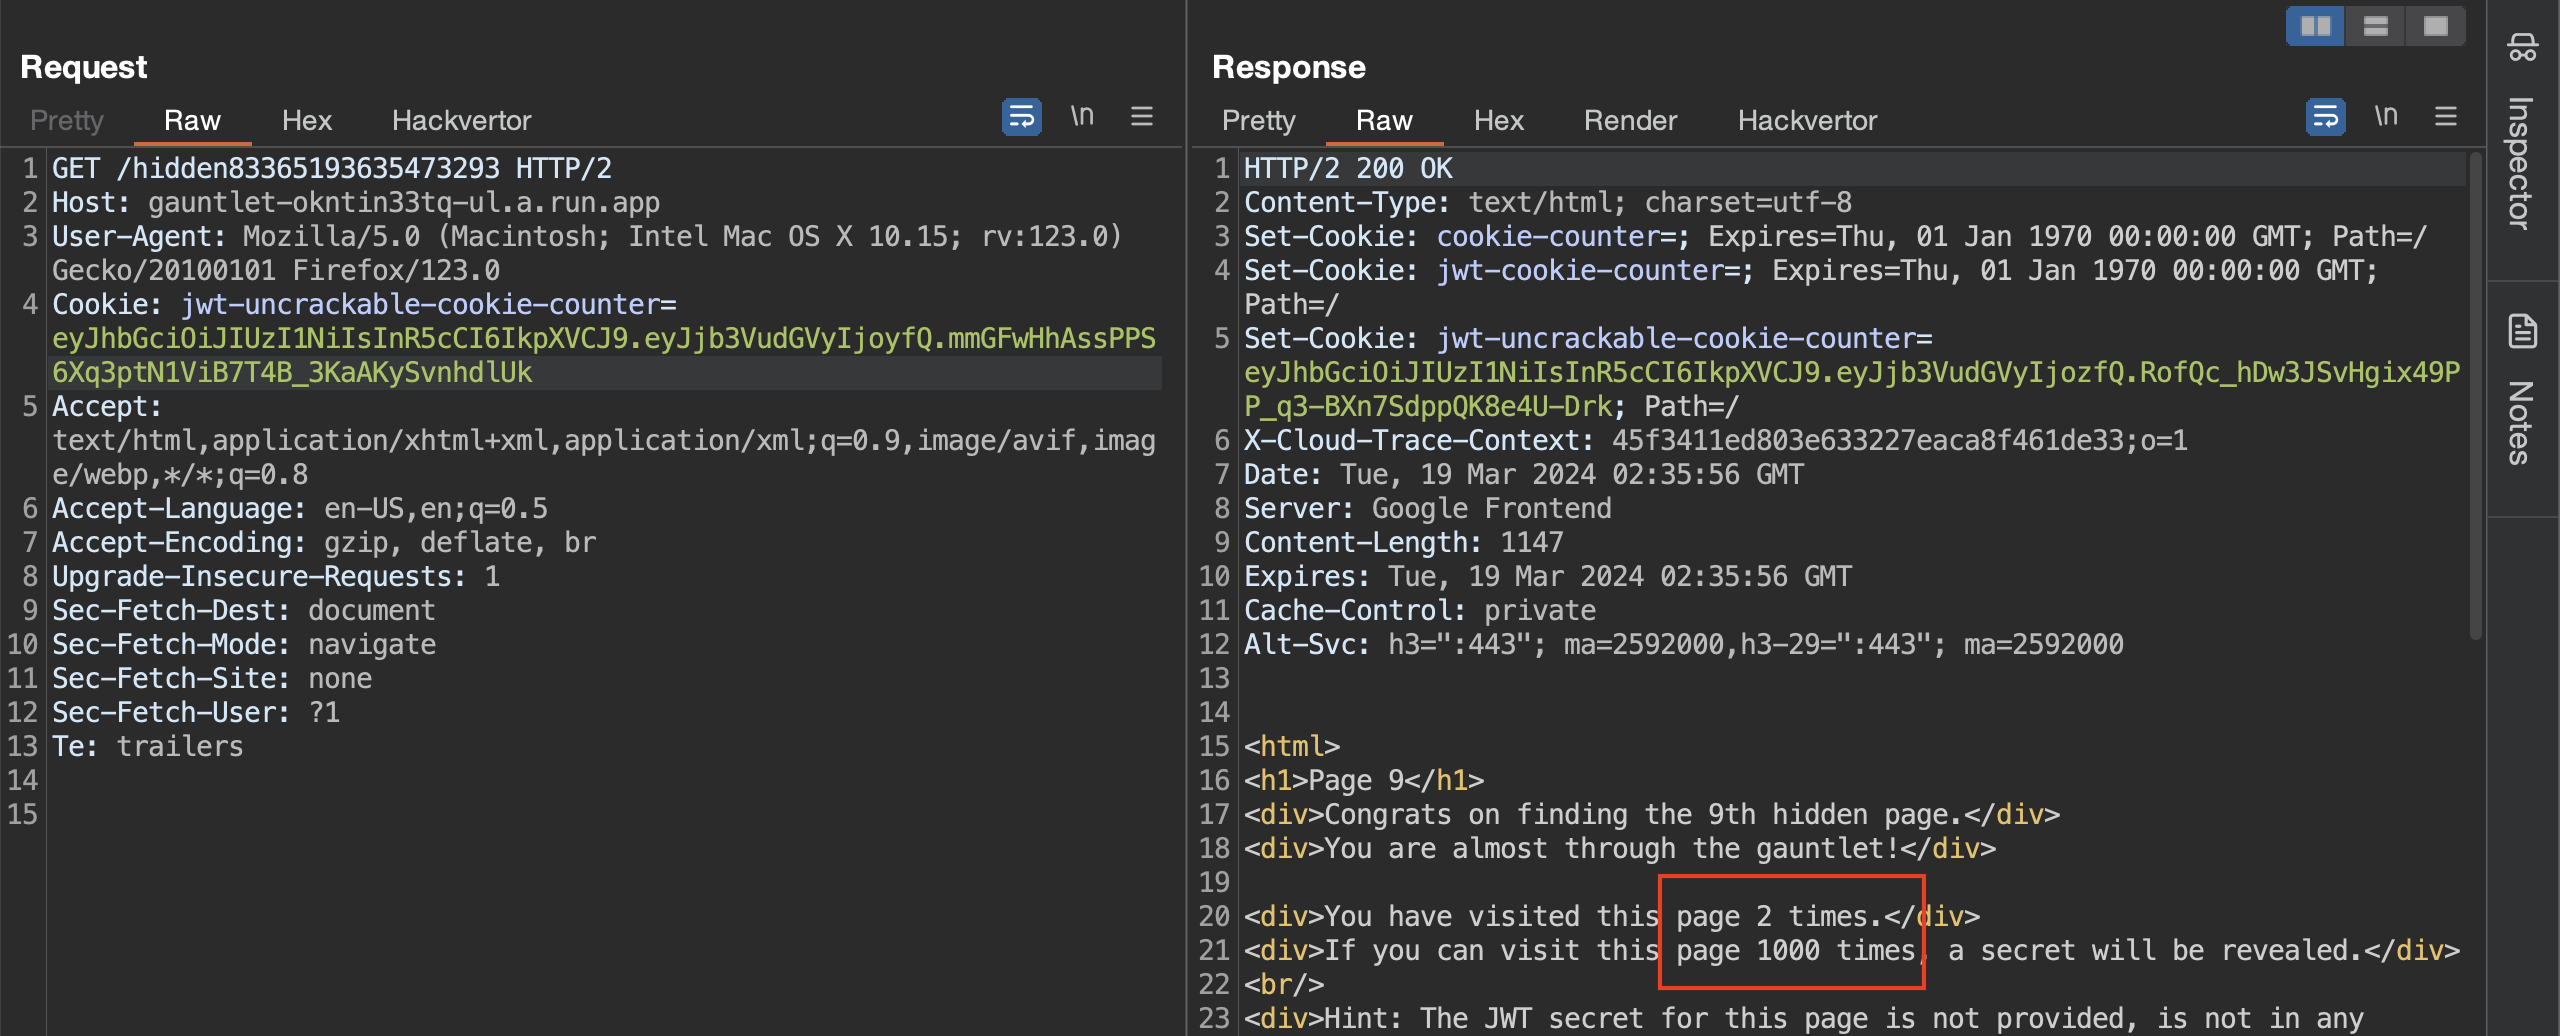 Request
Pretty Raw Hex Hackvertor \n
1 GET /hidden83365193635473293 HTTP/2
2 Host: gauntlet-okntin33tq-ul.a.run.app
3 User-Agent: Mozilla/5.0 (Macintosh; Intel Mac OS X 10.15; rv:123.0)
Gecko/20100101 Firefox/123.0
4 Cookie: jwt-uncrackable-cookie-counter=
eyJhbGciOiJIUzI1NiIsInR5cCI6IkpXVCJ9.eyJjb3VudGVyIjoyfQ.mmGFwHhAssPPS
6Xq3ptN1ViB7T4B_3KaAKySvnhdlUk
5 Accept:
text/html,application/xhtml+xml,application/xml;q=0.9,image/avif,imag
e/webp,*/*;q=0.8
6 Accept-Language: en-US,en;q=0.5
7 Accept-Encoding: gzip, deflate, br
8 Upgrade-Insecure-Requests: 1
9 Sec-Fetch-Dest: document
10 Sec-Fetch-Mode: navigate
11 Sec-Fetch-Site: none
12 Sec-Fetch-User: ?1
13 Te: trailers
14
15
Response
Pretty Raw Hex Render Hackvertor \n
1 HTTP/2 200 OK
2 Content-Type: text/html; charset=utf-8
3 Set-Cookie: cookie-counter=; Expires=Thu, 01 Jan 1970 00:00:00 GMT; Path=/
4 Set-Cookie: jwt-cookie-counter=; Expires=Thu, 01 Jan 1970 00:00:00 GMT;
Path=/
5 Set-Cookie: jwt-uncrackable-cookie-counter=
eyJhbGciOiJIUzI1NiIsInR5cCI6IkpXVCJ9.eyJjb3VudGVyIjozfQ.RofQc_hDw3JSvHgix49P
P_q3-BXn7SdppQK8e4U-Drk; Path=/
6 X-Cloud-Trace-Context: 45f3411ed803e633227eaca8f461de33;o=1
7 Date: Tue, 19 Mar 2024 02:35:56 GMT
8 Server: Google Frontend
9 Content-Length: 1147
10 Expires: Tue, 19 Mar 2024 02:35:56 GMT
11 Cache-Control: private
12 Alt-Svc: h3=":443"; ma=2592000,h3-29=":443"; ma=2592000
13
14
15 <html>
16 <h1>Page 9</h1>
17 <div>Congrats on finding the 9th hidden page.</div>
18 <div>You are almost through the gauntlet!</div>
19
20 <div>You have visited this page 2 times.</div>
21 <div>If you can visit this page 1000 times, a secret will be revealed.</div>
22 <br/>
23 <div>Hint: The JWT secret for this page is not provided, is not in any
Inspector
Notes